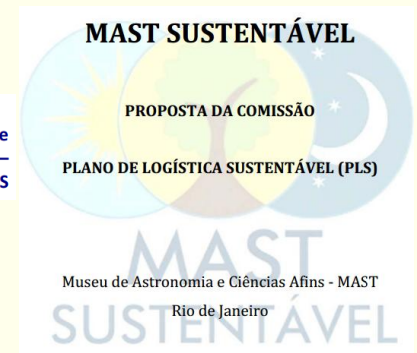 MAST SUSTENTÁVEL
PROPOSTA DA COMISSÃO
PLANO DE LOGÍSTICA SUSTENTÁVEL (PLS)
Museu de Astronomia e Ciências Afins - MAST
Rio de Janeiro
MAST
SUSTENTÁVEL
e
–
S